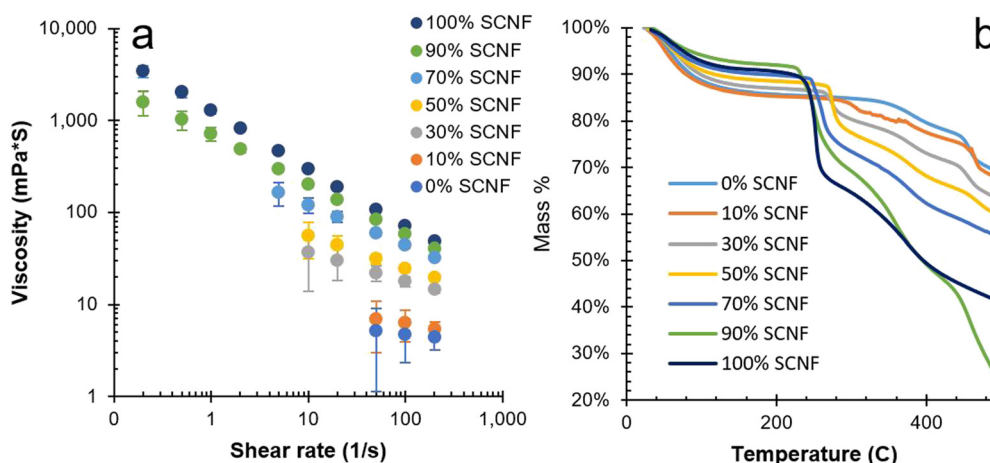 a
10,000
1,000
100
10
1
Viscosity (mPa*S)
0
1
10
100
1,000
Shear rate (1/s)
100% SCNF
90% SCNF
70% SCNF
50% SCNF
30% SCNF
10% SCNF
0% SCNF
b
100%
90%
80%
70%
60%
50%
40%
30%
20%
Mass %
0
200
400
Temperature (C)
0% SCNF
10% SCNF
30% SCNF
50% SCNF
70% SCNF
90% SCNF
100% SCNF